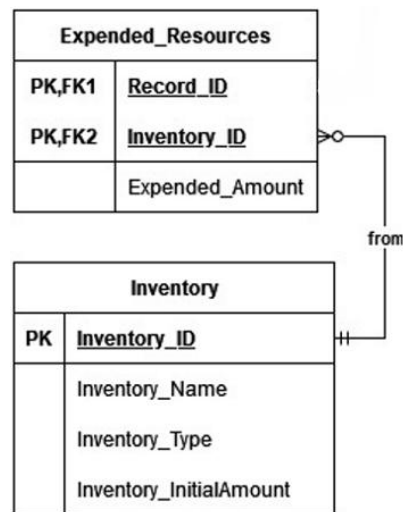 Expended_Resources
PK,FK1 Record_ID
PK,FK2 Inventory_ID
Expended_Amount
from
Inventory
PK Inventory_ID
Inventory_Name
Inventory_Type
Inventory_InitialAmount